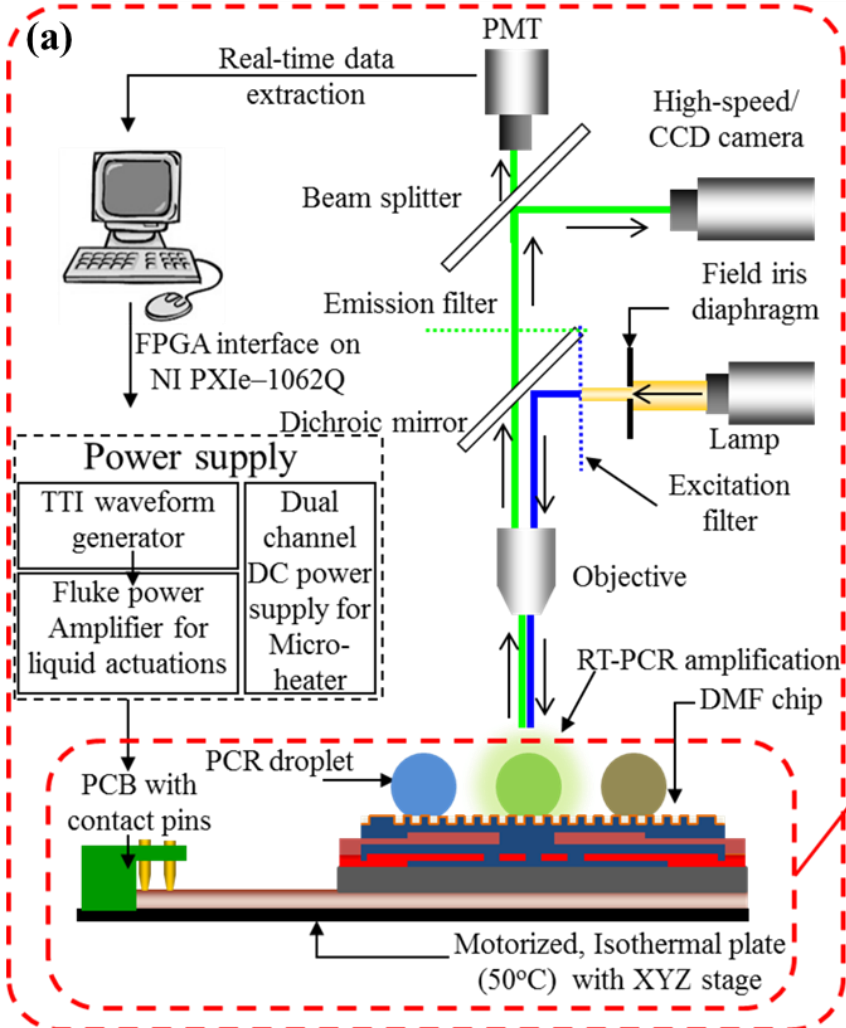 (a)
PMT
Real-time data
extraction
High-speed/
CCD camera
Beam splitter
Field iris
diaphragm
Emission filter
FPGA interface on
NI PXIe–1062Q
Dichroic mirror
Lamp
Power supply
Excitation
filter
TTI waveform
generator
Dual
channel
DC power
supply for
Micro-
heater
Fluke power
Amplifier for
liquid actuations
Objective
RT-PCR amplification
DMF chip
PCR droplet
PCB with
contact pins
Motorized, Isothermal plate
(50°C) with XYZ stage